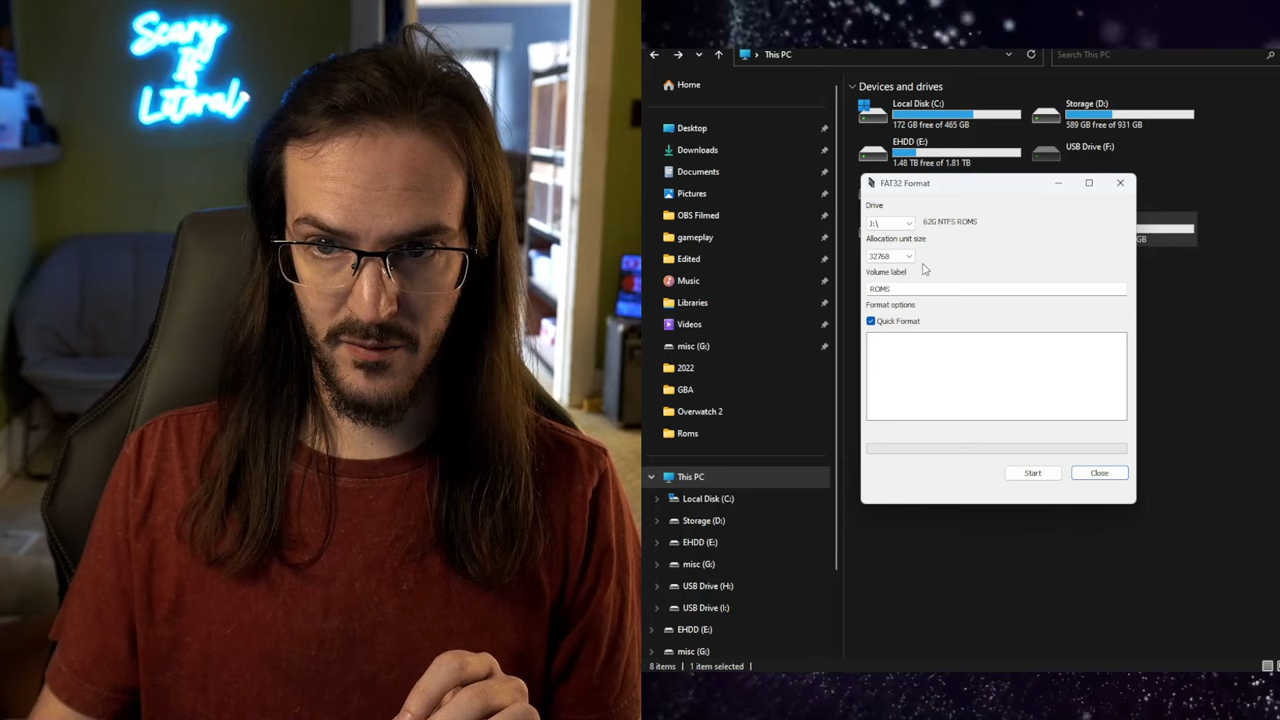 Scary
If
Literal
This PC
Search This PC
Home
Desktop
Downloads
Documents
Pictures
OBS Filmed
gameplay
Edited
Music
Libraries
Videos
misc (G:)
2022
GBA
Overwatch 2
Roms
This PC
Local Disk (C:)
Storage (D:)
EHDD (E:)
misc (G:)
USB Drive (H:)
USB Drive (I:)
EHDD (E:)
misc (G:)
8 items
1 item selected
Devices and drives
Local Disk (C:)
172 GB free of 465 GB
Storage (D:)
589 GB free of 931 GB
EHDD (E:)
1.48 TB free of 1.81 TB
USB Drive (F:)
GB
FAT32 Format
Drive
J:\
62G NTFS ROMS
Allocation unit size
32768
Volume label
ROMS
Format options
Quick Format
Start
Close